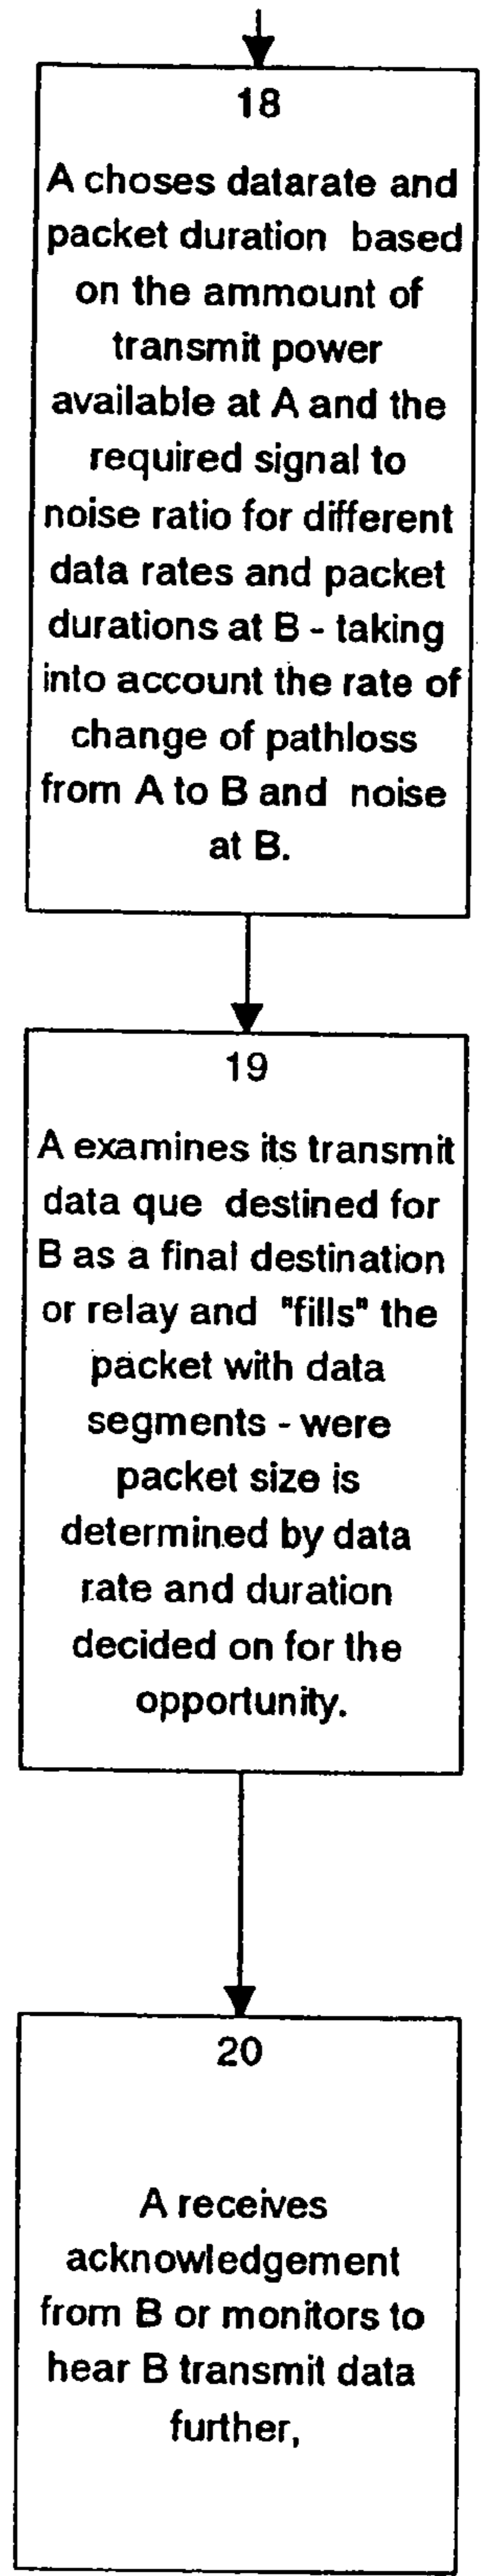 18
A choses datarate and
packet duration based
on the ammount of
transmit power
available at A and the
required signal to
noise ratio for different
data rates and packet
durations at B - taking
into account the rate of
change of pathloss
from A to B and noise
at B.
19
A examines its transmit
data que destined for
B as a final destination
or relay and "fills" the
packet with data
segments - were
packet size is
determined by data
rate and duration
decided on for the
opportunity.
20
A receives
acknowledgement
from B or monitors to
hear B transmit data
further,